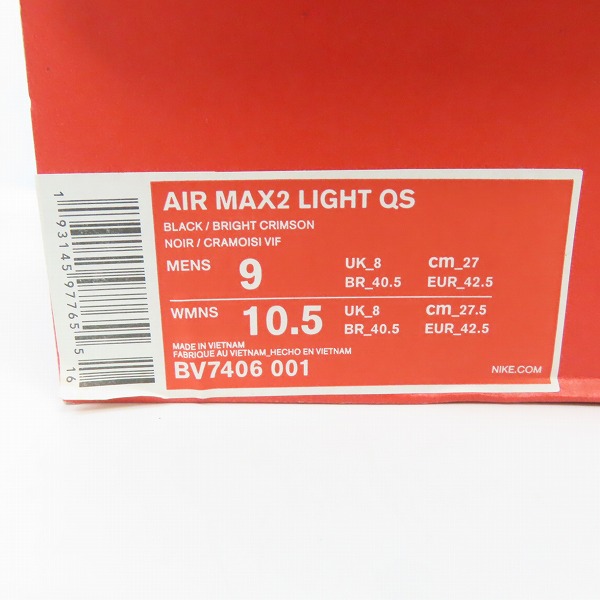 AIR MAX2 LIGHT QS
BLACK / BRIGHT CRIMSON
NOIR / CRAMOISI VIF
MENS 9 UK_8 cm_27
BR_40.5 EUR_42.5
WMNS 10.5 UK_8 cm_27.5
BR_40.5 EUR_42.5
MADE IN VIETNAM
FABRIQUE AU VIETNAM_HECHO EN VIETNAM
BV7406 001
NIKE.COM
1 93145 97765 5 16